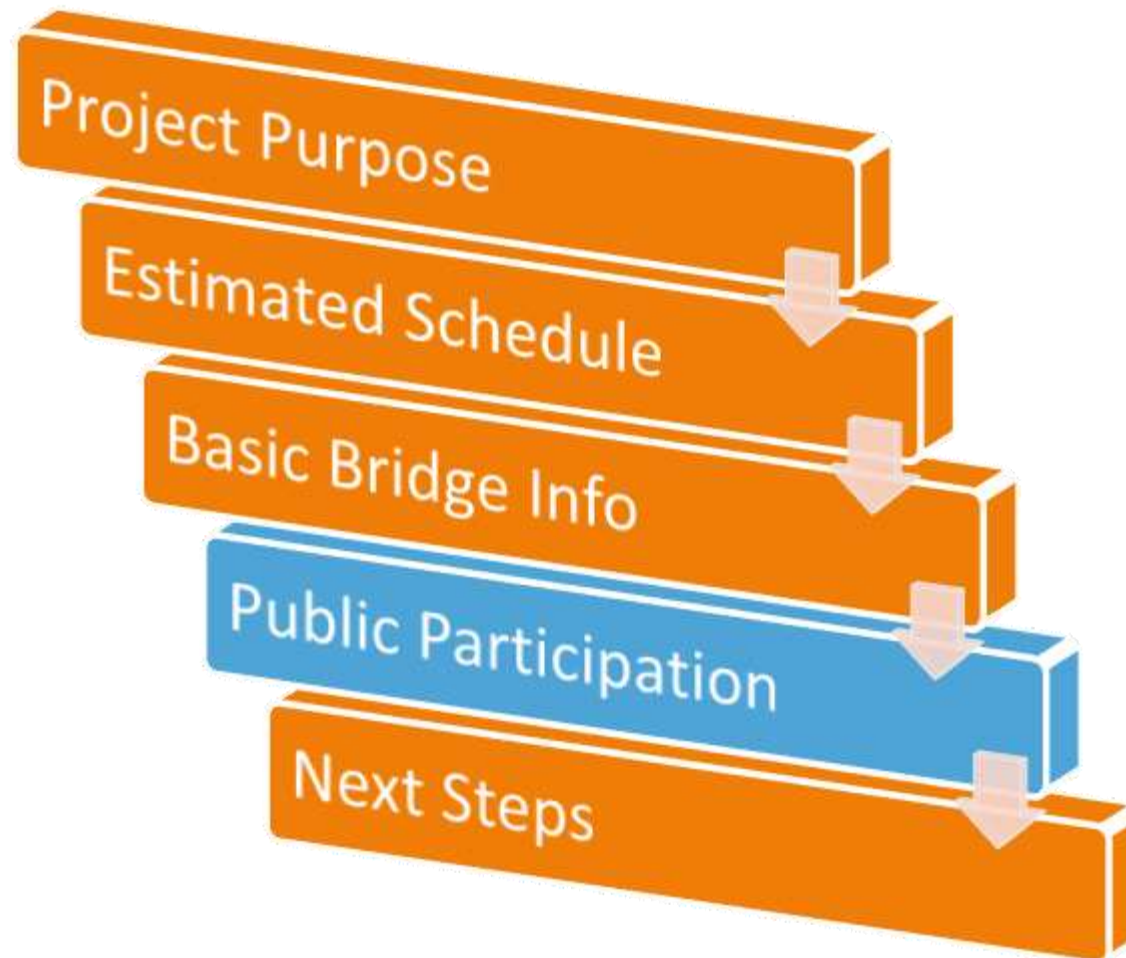 Project Purpose
Estimated Schedule
Basic Bridge Info
Public Participation
Next Steps